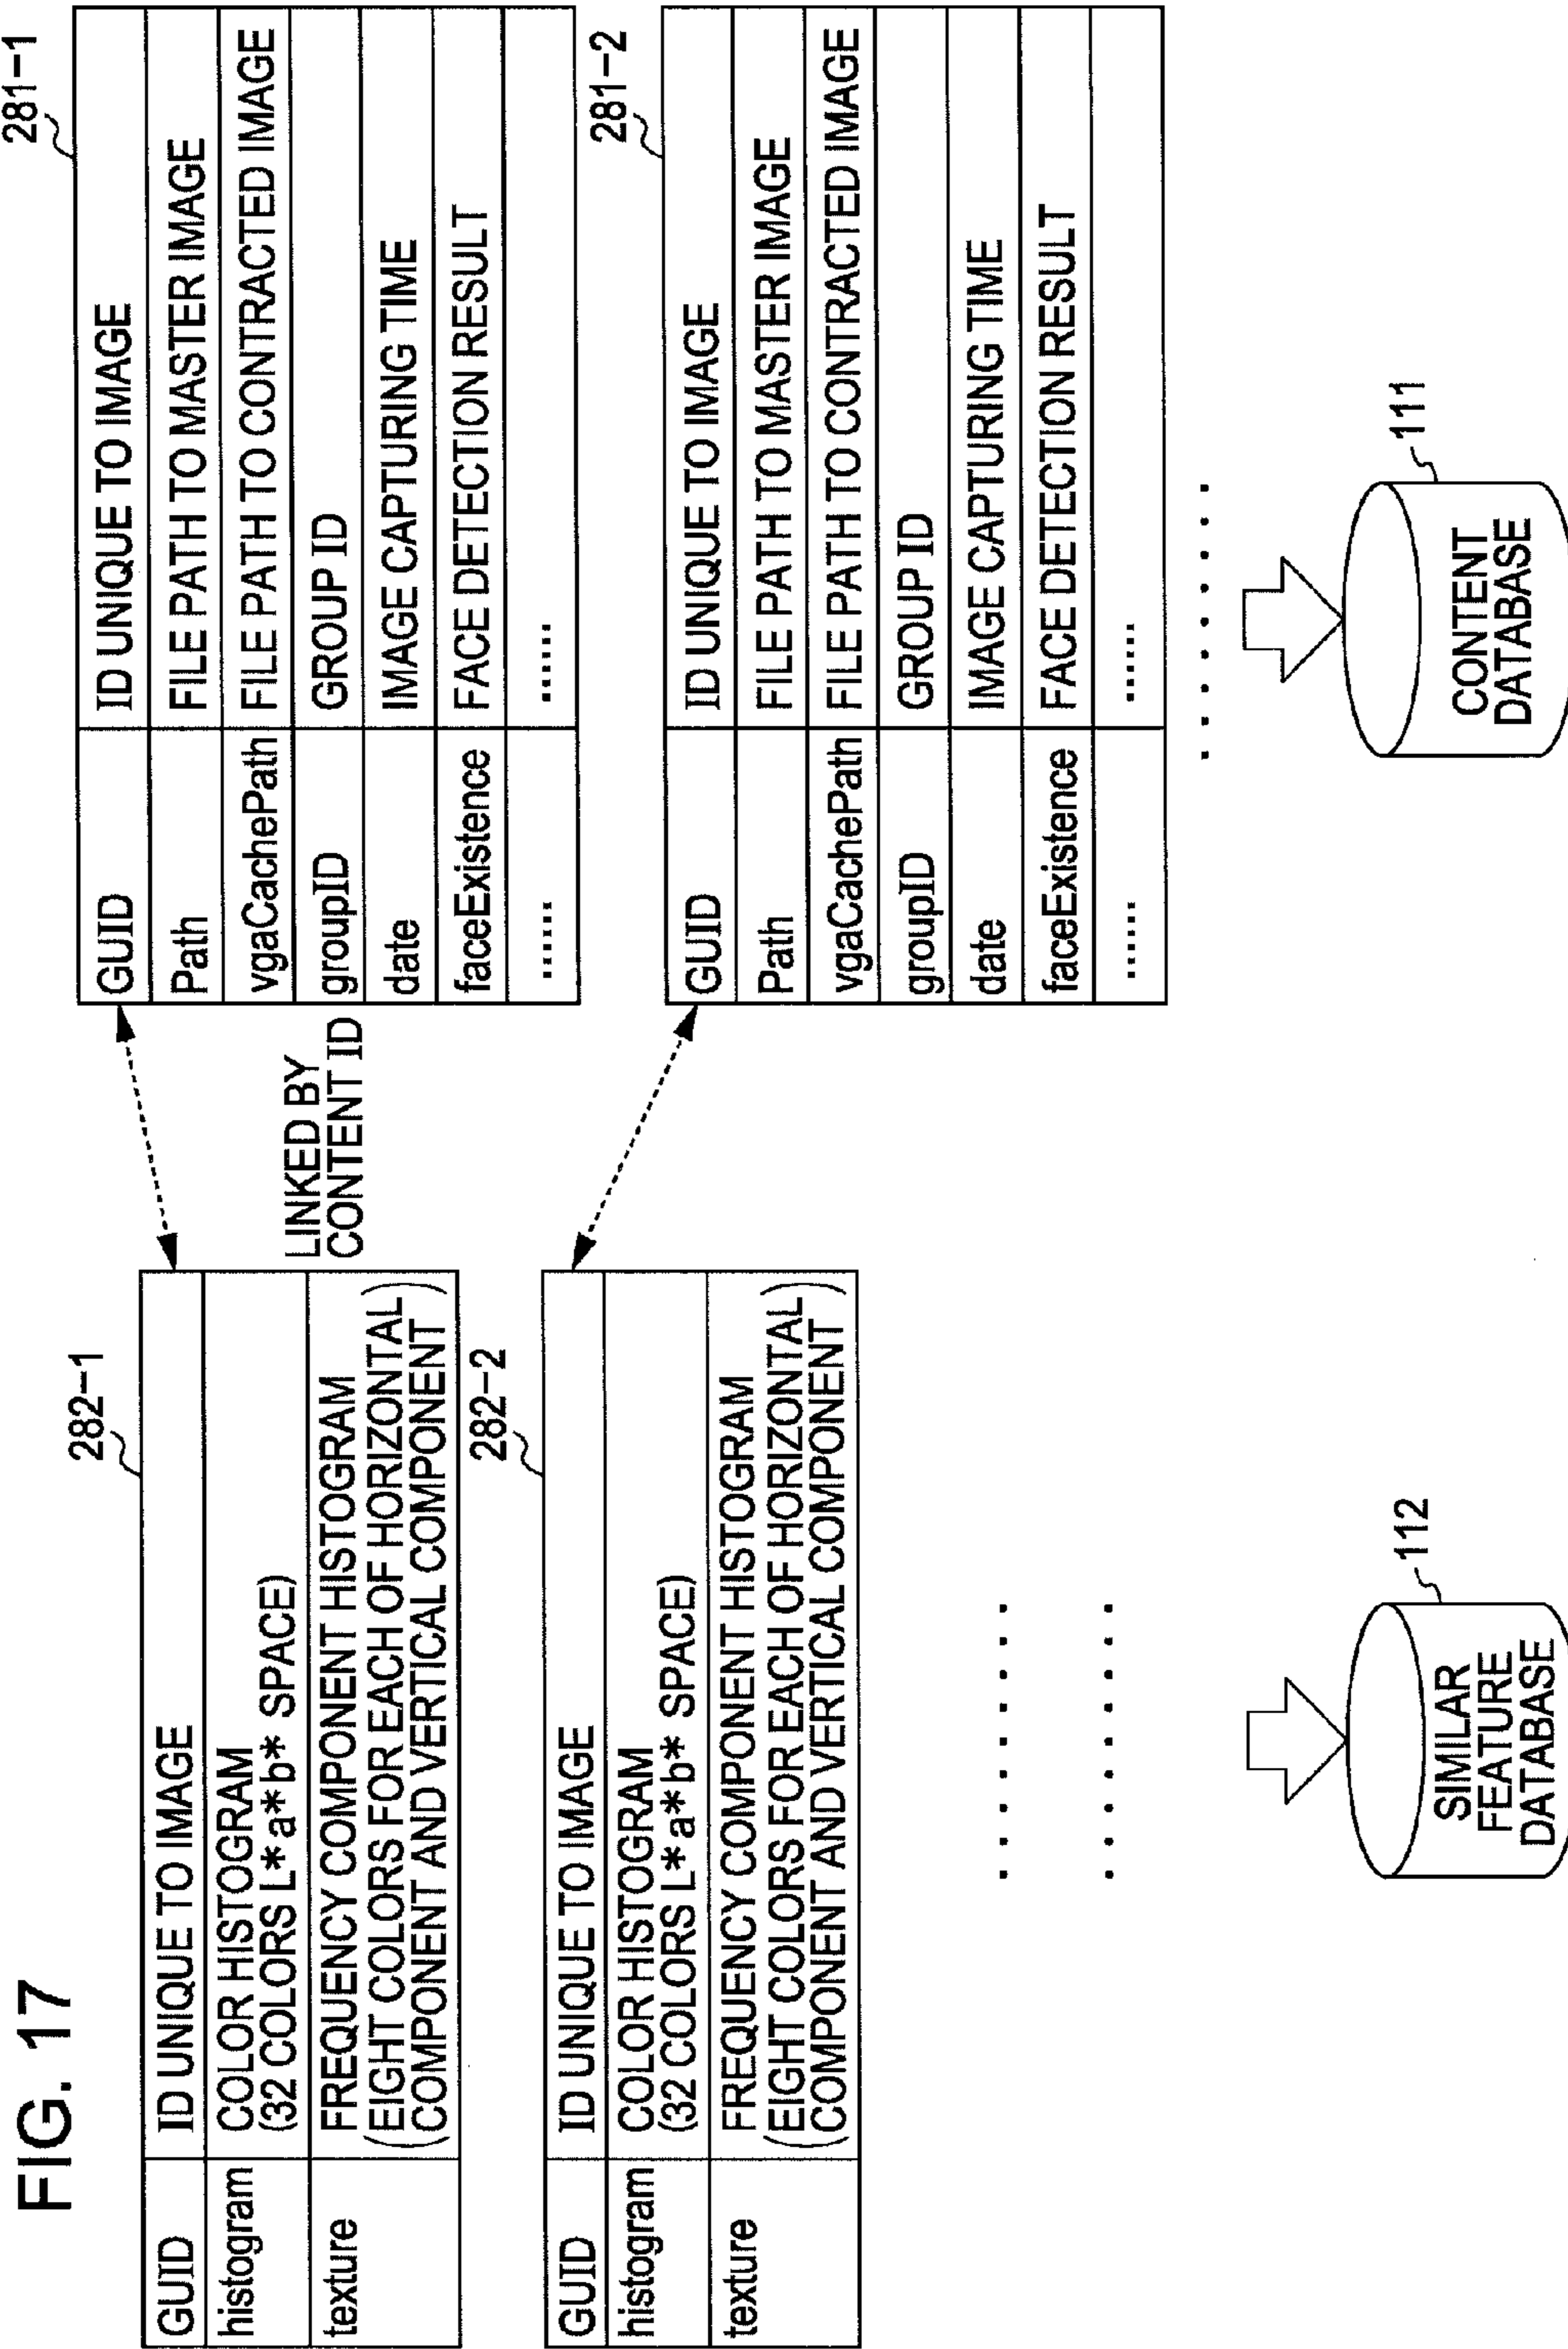 FIG. 17
282-1
GUID ID UNIQUE TO IMAGE
histogram COLOR HISTOGRAM
(32 COLORS L*a*b* SPACE)
texture FREQUENCY COMPONENT HISTOGRAM
(EIGHT COLORS FOR EACH OF HORIZONTAL
COMPONENT AND VERTICAL COMPONENT)
282-2
GUID ID UNIQUE TO IMAGE
histogram COLOR HISTOGRAM
(32 COLORS L*a*b* SPACE)
texture FREQUENCY COMPONENT HISTOGRAM
(EIGHT COLORS FOR EACH OF HORIZONTAL
COMPONENT AND VERTICAL COMPONENT)
112
SIMILAR
FEATURE
DATABASE
LINKED BY
CONTENT ID
281-1
GUID ID UNIQUE TO IMAGE
Path FILE PATH TO MASTER IMAGE
vgaCachePath FILE PATH TO CONTRACTED IMAGE
groupID GROUP ID
date IMAGE CAPTURING TIME
faceExistence FACE DETECTION RESULT
...... ......
281-2
GUID ID UNIQUE TO IMAGE
Path FILE PATH TO MASTER IMAGE
vgaCachePath FILE PATH TO CONTRACTED IMAGE
groupID GROUP ID
date IMAGE CAPTURING TIME
faceExistence FACE DETECTION RESULT
...... ......
111
CONTENT
DATABASE